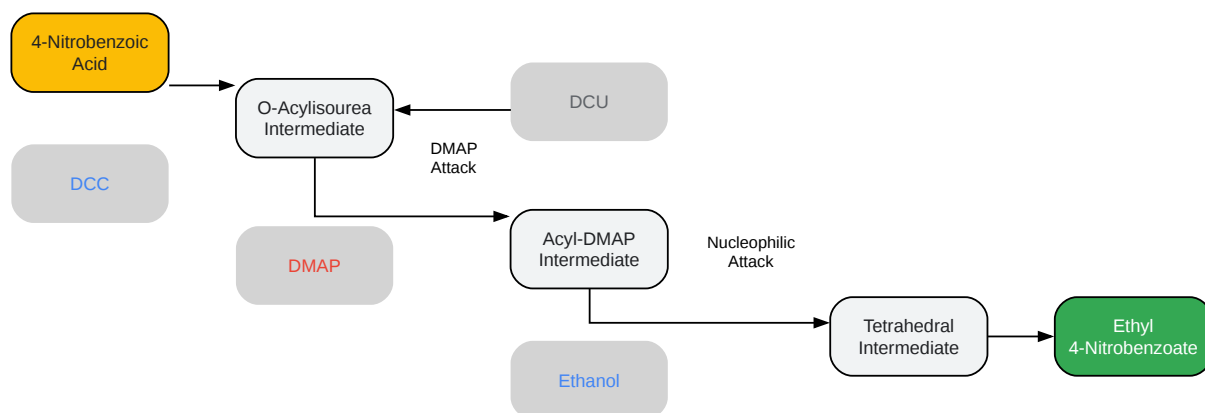 4-Nitrobenzoic
Acid
O-Acylisourea
Intermediate
DCU
DMAP
Attack
DCC
DMAP
Acyl-DMAP
Intermediate
Nucleophilic
Attack
Tetrahedral
Intermediate
Ethyl
4-Nitrobenzoate
Ethanol